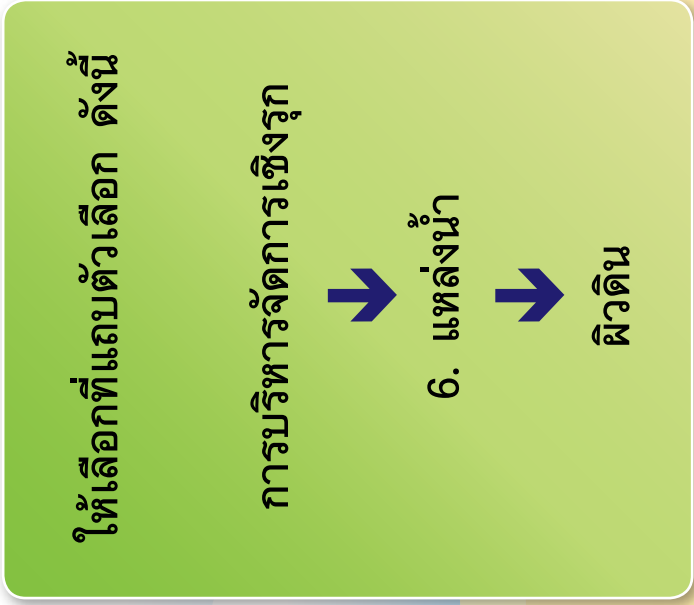 ให้เลือกที่แถบตัวเลือก ดังนี้
การบริหารจัดการเชิงรุก
6. แหล่งน้ำ
ผิวดิน